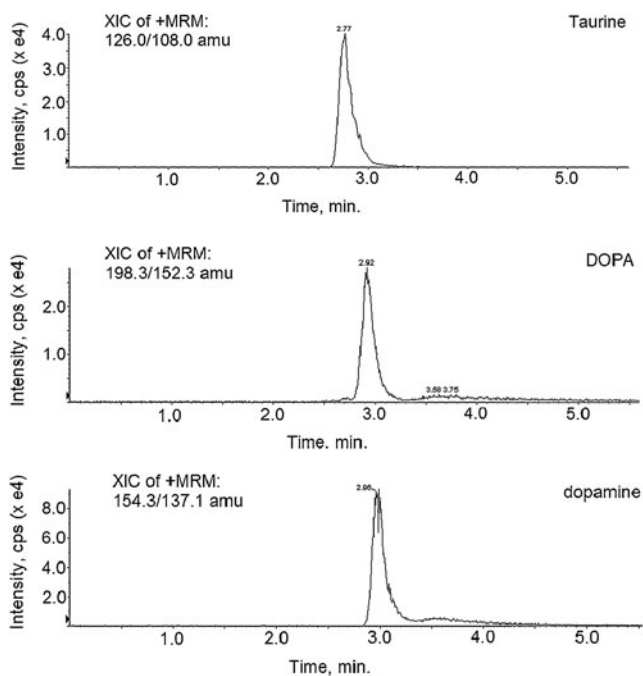 XIC of +MRM:
126.0/108.0 amu
Taurine
2.77
Intensity, cps (x e4)
4.0
3.0
2.0
1.0
1.0 2.0 3.0 4.0 5.0
Time, min.
XIC of +MRM:
198.3/152.3 amu
DOPA
2.92
Intensity, cps (x e4)
2.0
1.0
3.58 3.75
1.0 2.0 3.0 4.0 5.0
Time. min.
XIC of +MRM:
154.3/137.1 amu
dopamine
2.96
Intensity, cps (x e4)
8.0
6.0
4.0
2.0
1.0 2.0 3.0 4.0 5.0
Time, min.